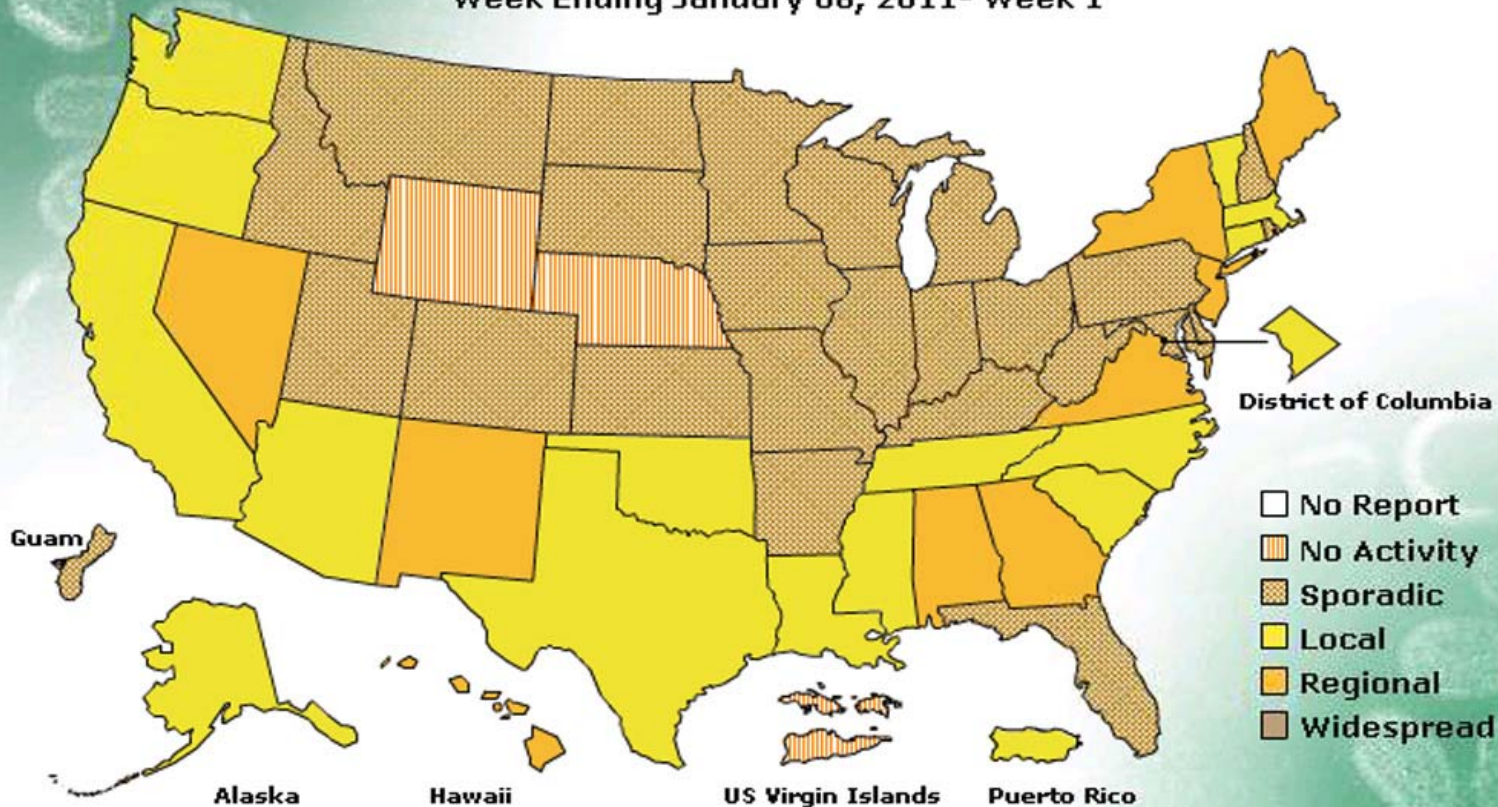 Week Ending January 08, 2011- Week 1
District of Columbia
No Report
Guam
No Activity
Sporadic
Local
Regional
Widespread
Alaska
Hawaii
US Virgin Islands
Puerto Rico